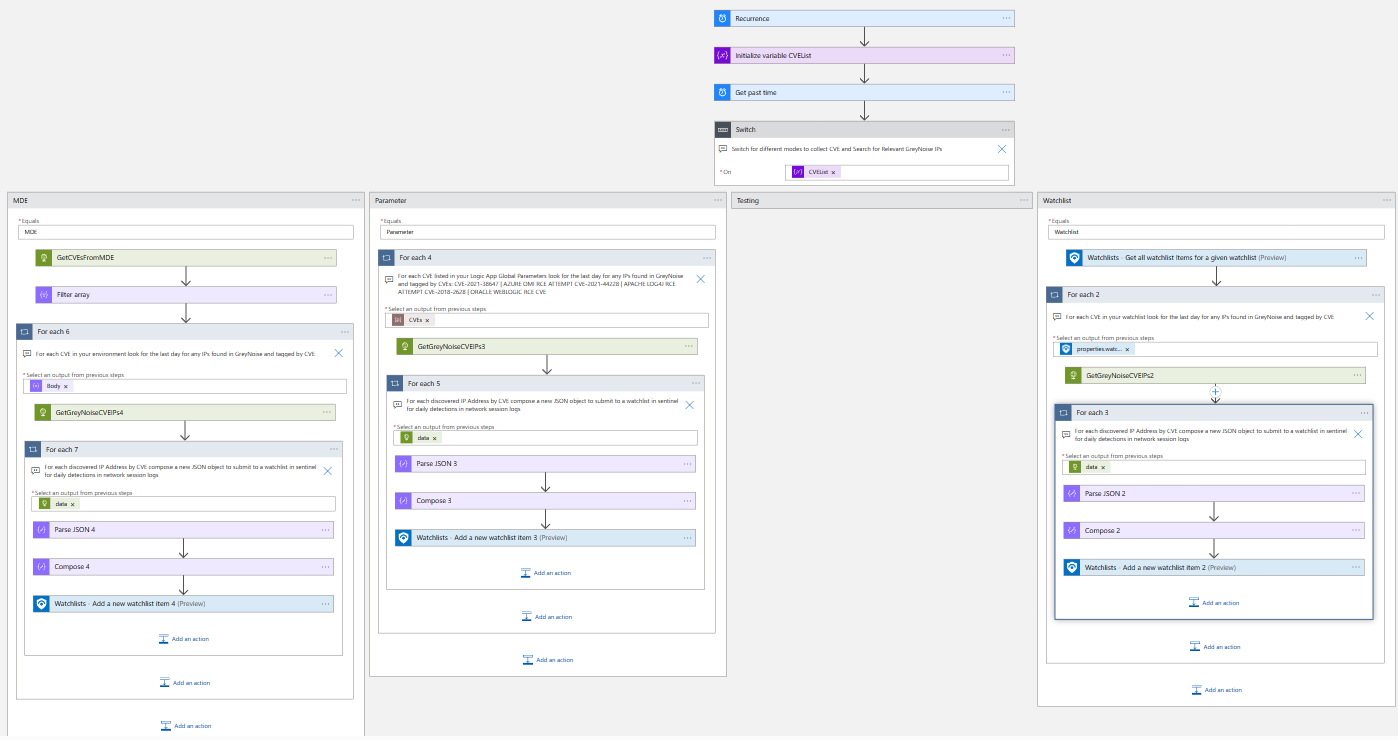 Recurrence
Initialize variable CVEList
Get past time
Switch
Switch for different modes to collect CVE and Search for Relevant GreyNoise IPs
* On
CVEList ×
MDE
* Equals
MDE
GetCVEsFromMDE
Filter array
For each 6
For each CVE in your environment look for the last day for any IPs found in GreyNoise and tagged by CVE
* Select an output from previous steps
Body ×
GetGreyNoiseCVEIPs4
For each 7
For each discovered IP Address by CVE compose a new JSON object to submit to a watchlist in sentinel
for daily detections in network session logs
* Select an output from previous steps
data ×
Parse JSON 4
Compose 4
Watchlists - Add a new watchlist item 4 (Preview)
Add an action
Add an action
Add an action
Parameter
* Equals
Parameter
For each 4
For each CVE listed in your Logic App Global Parameters look for the last day for any IPs found in GreyNoise
and tagged by CVEs: CVE-2021-38647 | AZURE OMI RCE ATTEMPT CVE-2021-44228 | APACHE LOG4J RCE
ATTEMPT CVE-2018-2628 | ORACLE WEBLOGIC RCE CVE
* Select an output from previous steps
CVEs ×
GetGreyNoiseCVEIPs3
For each 5
For each discovered IP Address by CVE compose a new JSON object to submit to a watchlist in sentinel
for daily detections in network session logs
* Select an output from previous steps
data ×
Parse JSON 3
Compose 3
Watchlists - Add a new watchlist item 3 (Preview)
Add an action
Add an action
Add an action
Testing
Watchlist
* Equals
Watchlist
Watchlists - Get all watchlist items for a given watchlist (Preview)
For each 2
For each CVE in your watchlist look for the last day for any IPs found in GreyNoise and tagged by CVE
* Select an output from previous steps
properties.watc... ×
GetGreyNoiseCVEIPs2
For each 3
For each discovered IP Address by CVE compose a new JSON object to submit to a watchlist in sentinel
for daily detections in network session logs
* Select an output from previous steps
data ×
Parse JSON 2
Compose 2
Watchlists - Add a new watchlist item 2 (Preview)
Add an action
Add an action
Add an action